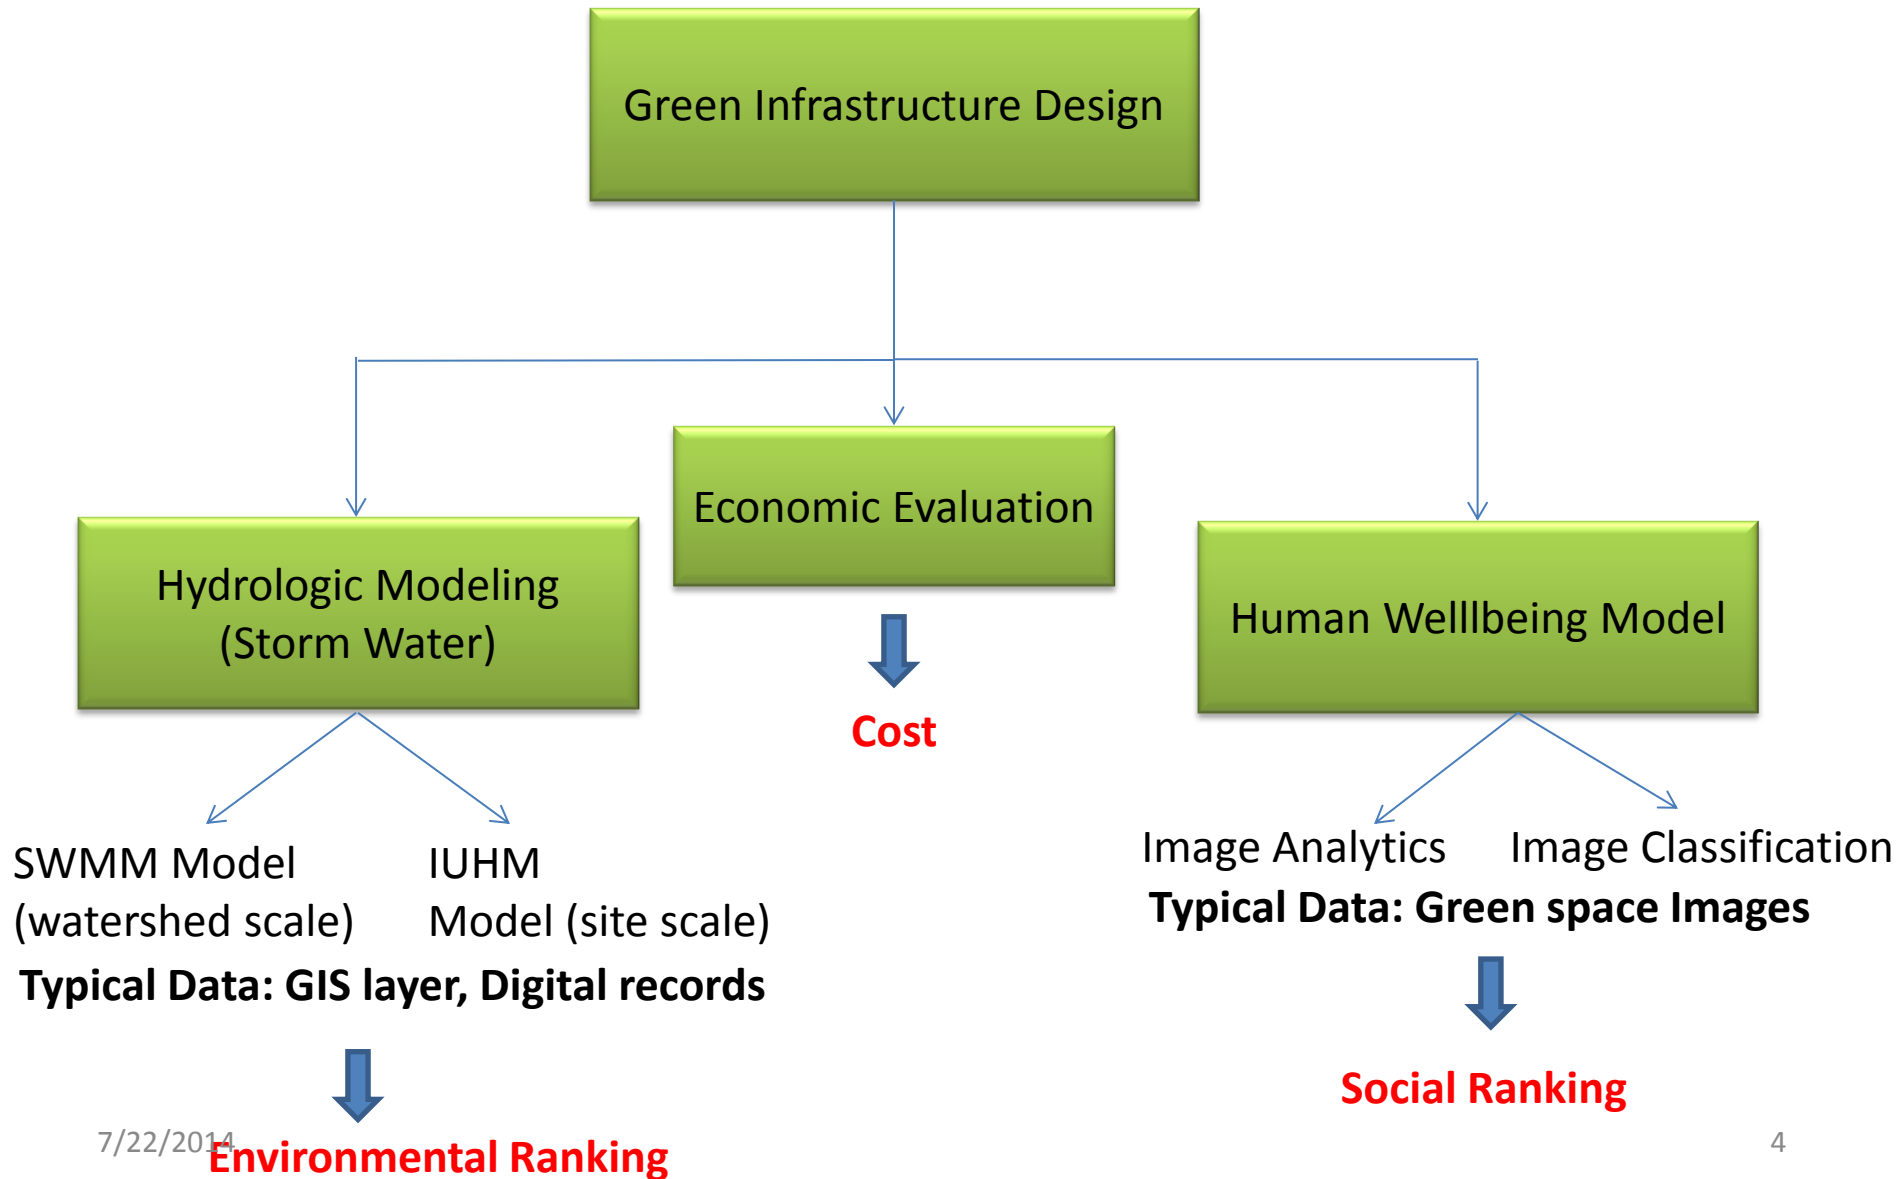 Green Infrastructure Design
Economic Evaluation
Hydrologic Modeling
(Storm Water)
Human Welllbeing Model
Cost
SWMM Model
(watershed scale)
IUHM
Model (site scale)
Typical Data: GIS layer, Digital records
Image Analytics
Image Classification
Typical Data: Green space Images
Social Ranking
Environmental Ranking
7/22/2014
4